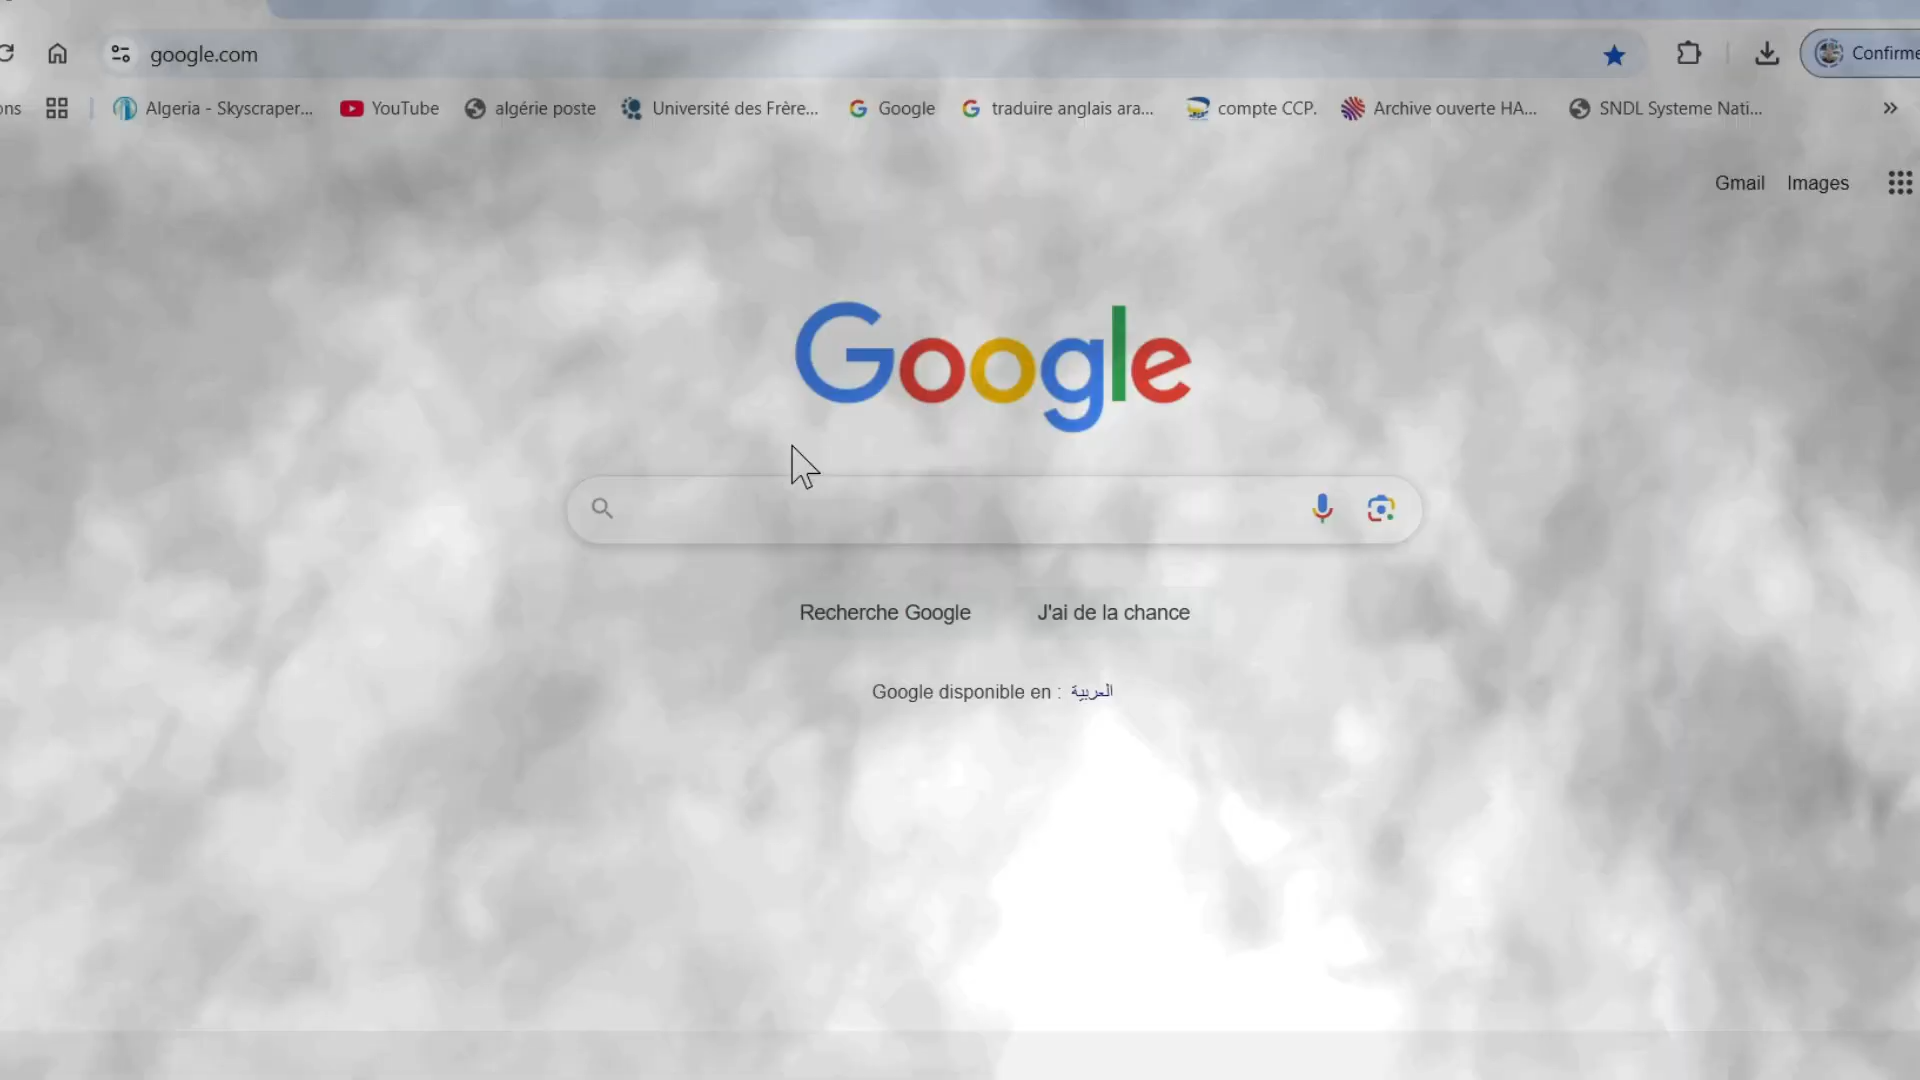 google.com
Confirme
ons
Algeria - Skyscraper...
YouTube
algérie poste
Université des Frère...
Google
traduire anglais ara...
compte CCP.
Archive ouverte HA...
SNDL Systeme Nati...
Gmail
Images
Google
Recherche Google
J'ai de la chance
Google disponible en : العربية